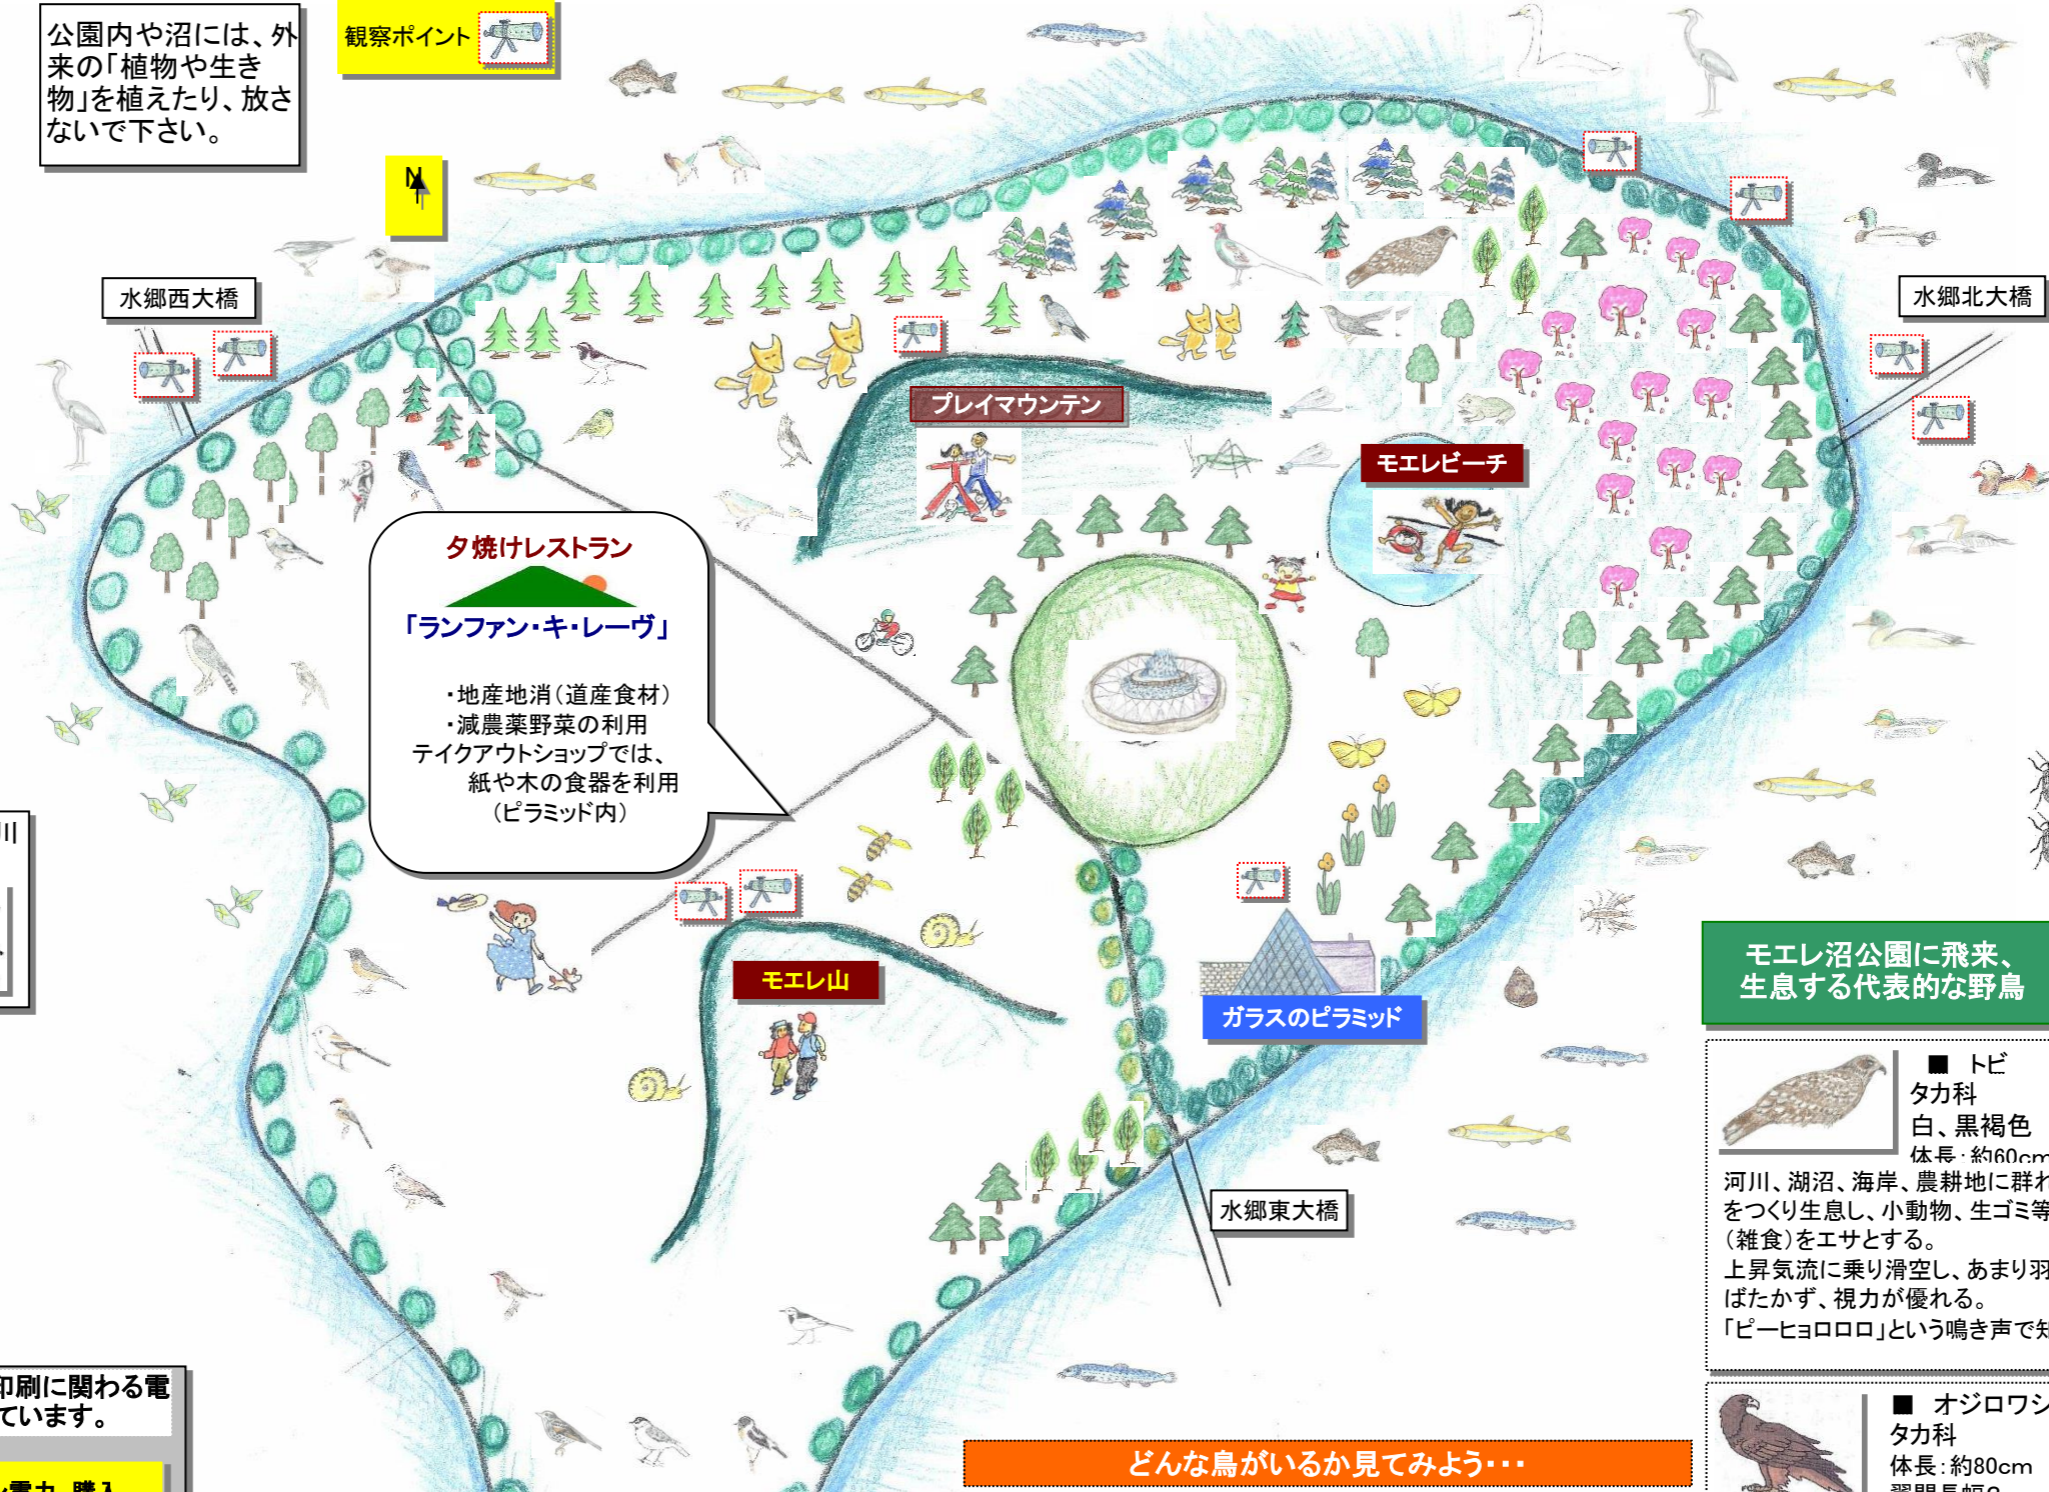 公園内や沼には、外
来の「植物や生き
物」を植えたり、放さ
ないで下さい。
観察ポイント
N
水郷西大橋
水郷北大橋
プレイマウンテン
モエレビーチ
夕焼けレストラン
「ランファン・キ・レーヴ」
・地産地消(道産食材)
・減農薬野菜の利用
テイクアウトショップでは、
紙や木の食器を利用
(ピラミッド内)
川
モエレ山
ガラスのピラミッド
水郷東大橋
モエレ沼公園に飛来、
生息する代表的な野鳥
■ トビ
タカ科
白、黒褐色
体長:約60cm
河川、湖沼、海岸、農耕地に群れ
をつくり生息し、小動物、生ゴミ等
(雑食)をエサとする。
上昇気流に乗り滑空し、あまり羽
ばたかず、視力が優れる。
「ピーヒョロロロ」という鳴き声で知
■ オジロワシ
タカ科
体長:約80cm
印刷に関わる電
ています。
電力 購入
どんな鳥がいるか見てみよう・・・